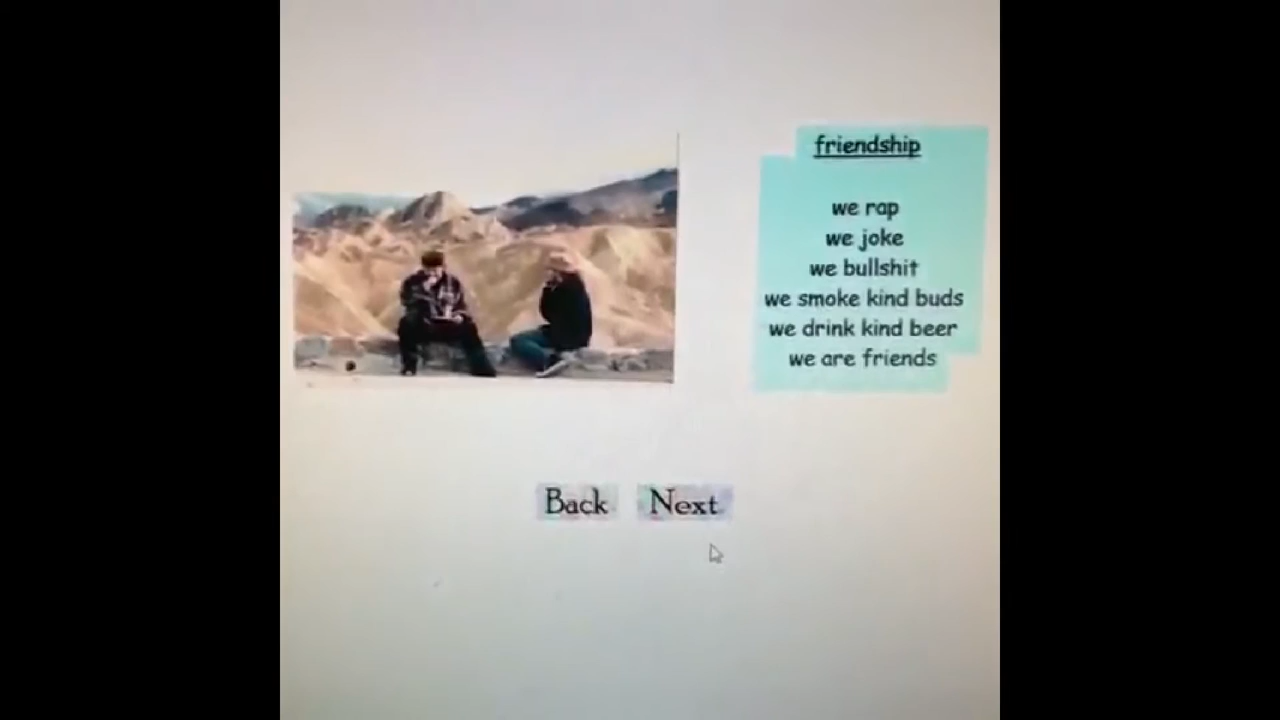 friendship
we rap
we joke
we bullshit
we smoke kind buds
we drink kind beer
we are friends
Back Next